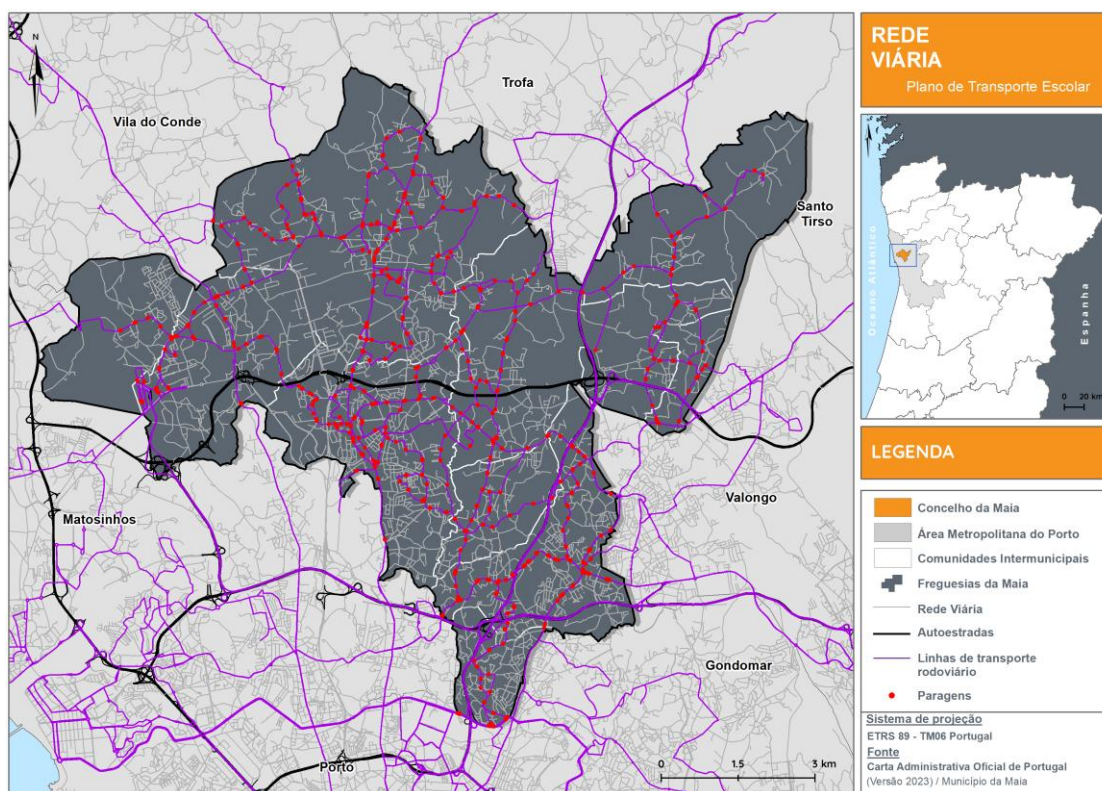 N
Trofa
Vila do Conde
Santo
Tirso
Valongo
Matosinhos
Gondomar
Porto
0 1.5 3 km
REDE
VIÁRIA
Plano de Transporte Escolar
Oceano Atlântico
Espanha
0 20 km
LEGENDA
Concelho da Maia
Área Metropolitana do Porto
Comunidades Intermunicipais
Freguesias da Maia
Rede Viária
Autoestradas
Linhas de transporte
rodoviário
Paragens
Sistema de projeção
ETRS 89 - TM06 Portugal
Fonte
Carta Administrativa Oficial de Portugal
(Versão 2023) / Município da Maia